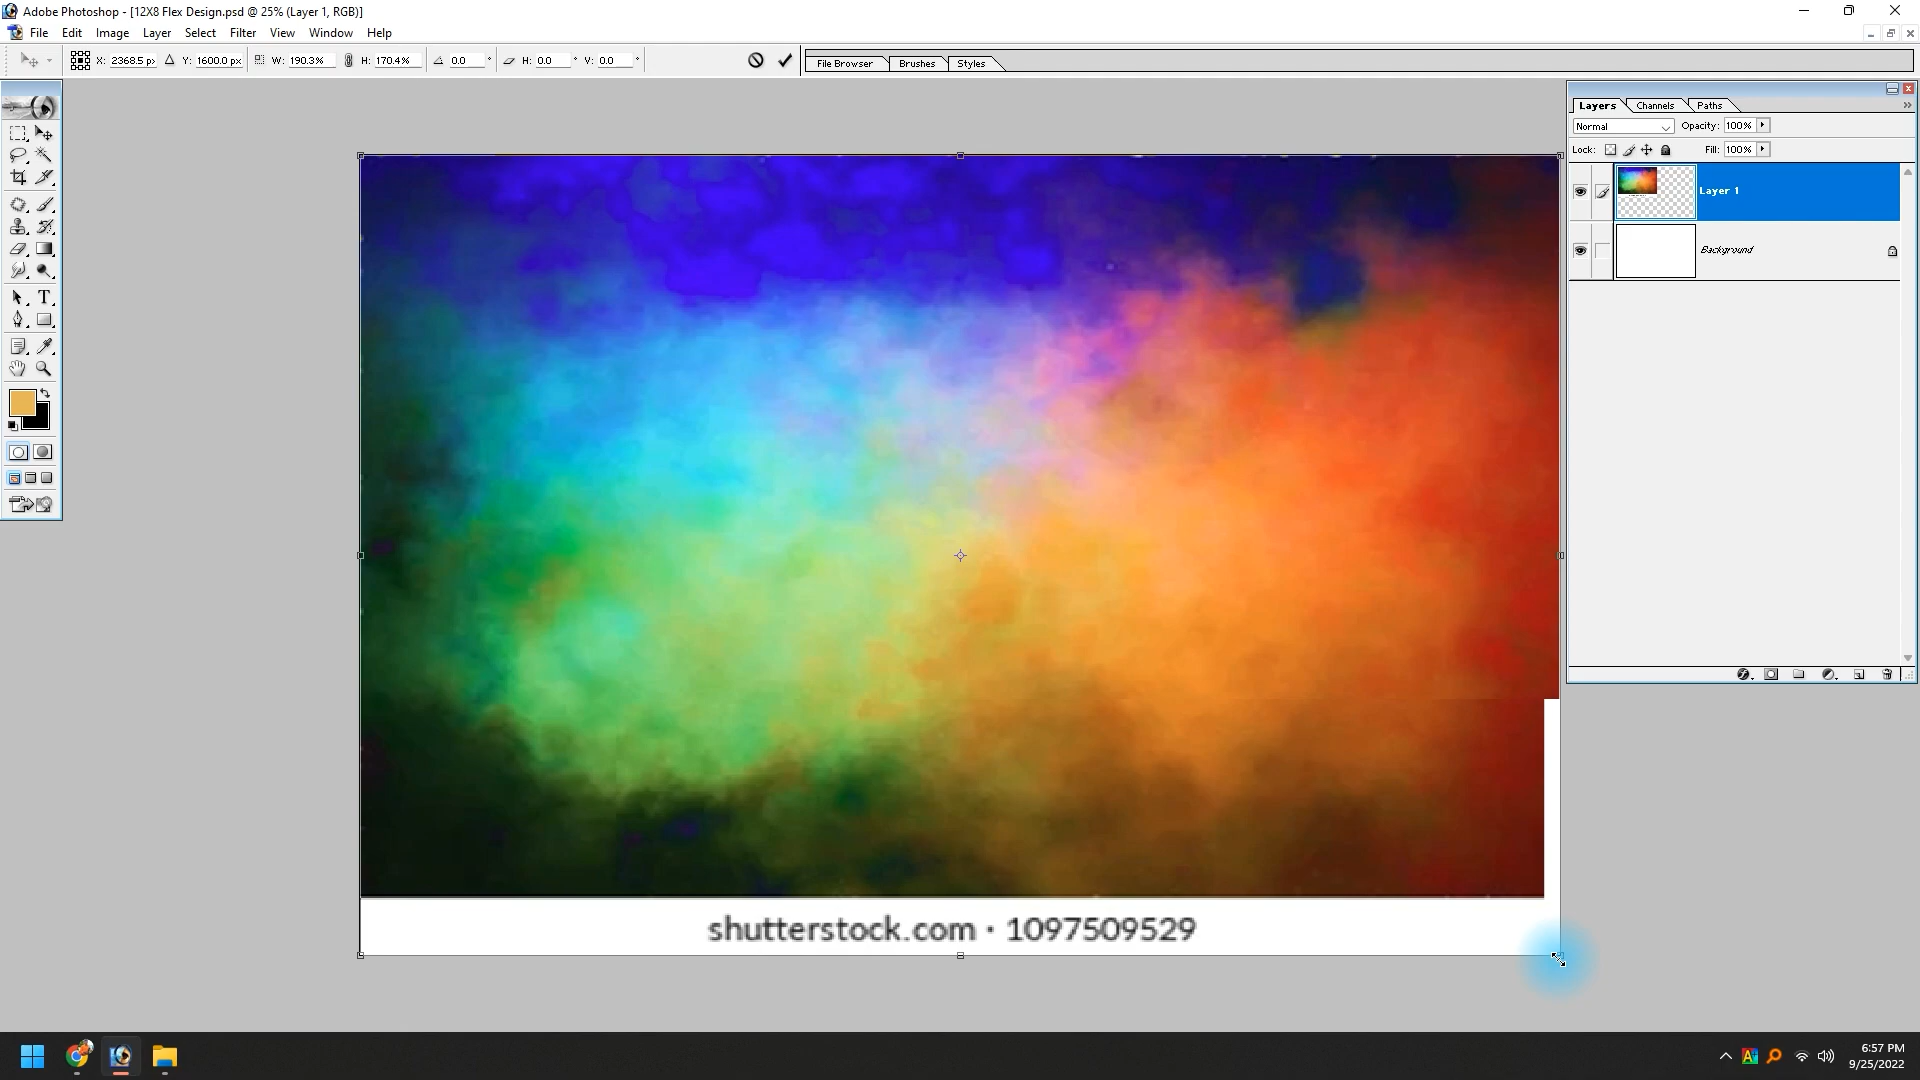 Adobe Photoshop - [12X8 Flex Design.psd @ 25% (Layer 1, RGB)]
File Edit Image Layer Select Filter View Window Help
X: 2368.5 px Y: 1600.0 px W: 190.3% H: 170.4% 0.0 ° H: 0.0 ° V: 0.0 °
File Browser Brushes Styles
Layers Channels Paths
Normal Opacity: 100%
Lock: Fill: 100%
Layer 1
Background
T
shutterstock.com · 1097509529
6:57 PM
9/25/2022